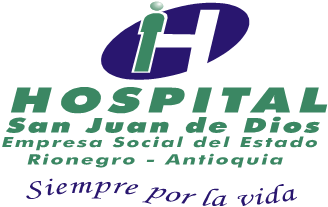 H
HOSPITAL
San Juan de Dios
Empresa Social del Estado
Rionegro - Antioquia
Siempre por la vida